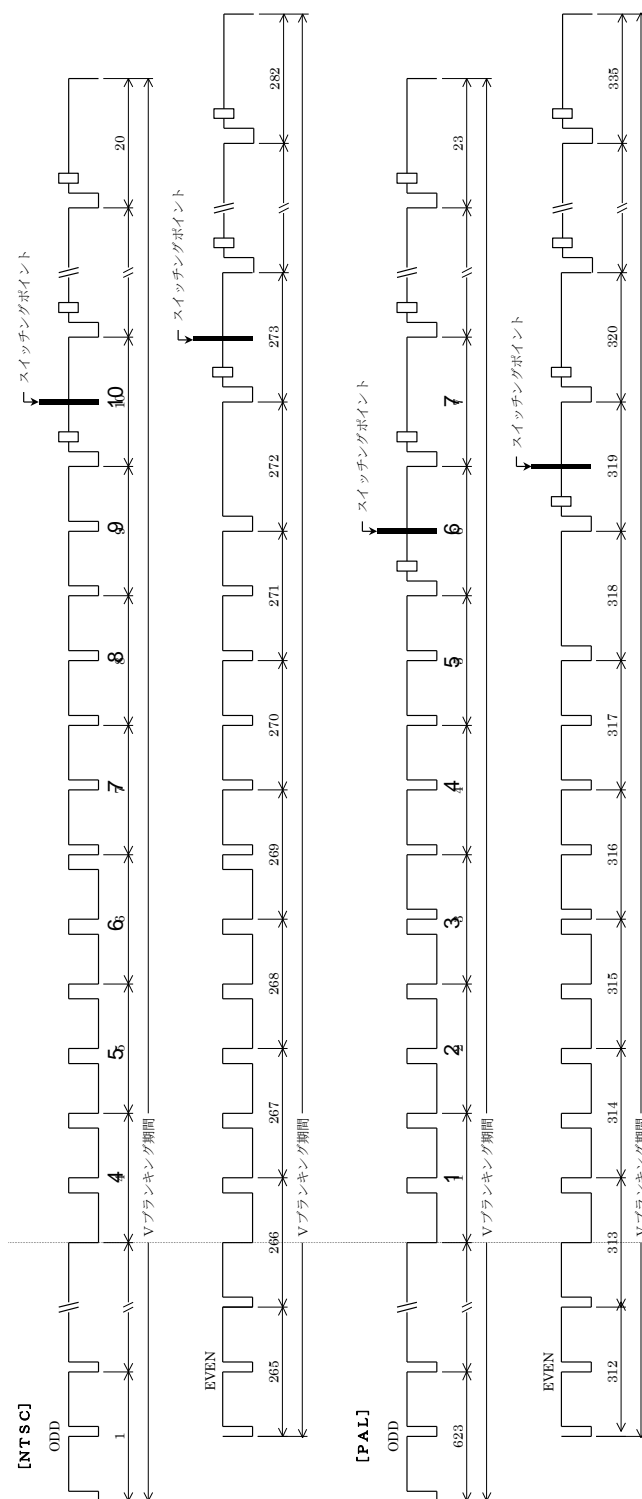 [NTSC]
ODD
1 4 5 6 7 8 9 10 20
Vブランキング期間
スイッチングポイント
EVEN
265 266 267 268 269 270 271 272 273 282
Vブランキング期間
スイッチングポイント
[PAL]
ODD
623 1 2 3 4 5 6 7 23
Vブランキング期間
スイッチングポイント
EVEN
312 313 314 315 316 317 318 319 320 335
Vブランキング期間
スイッチングポイント